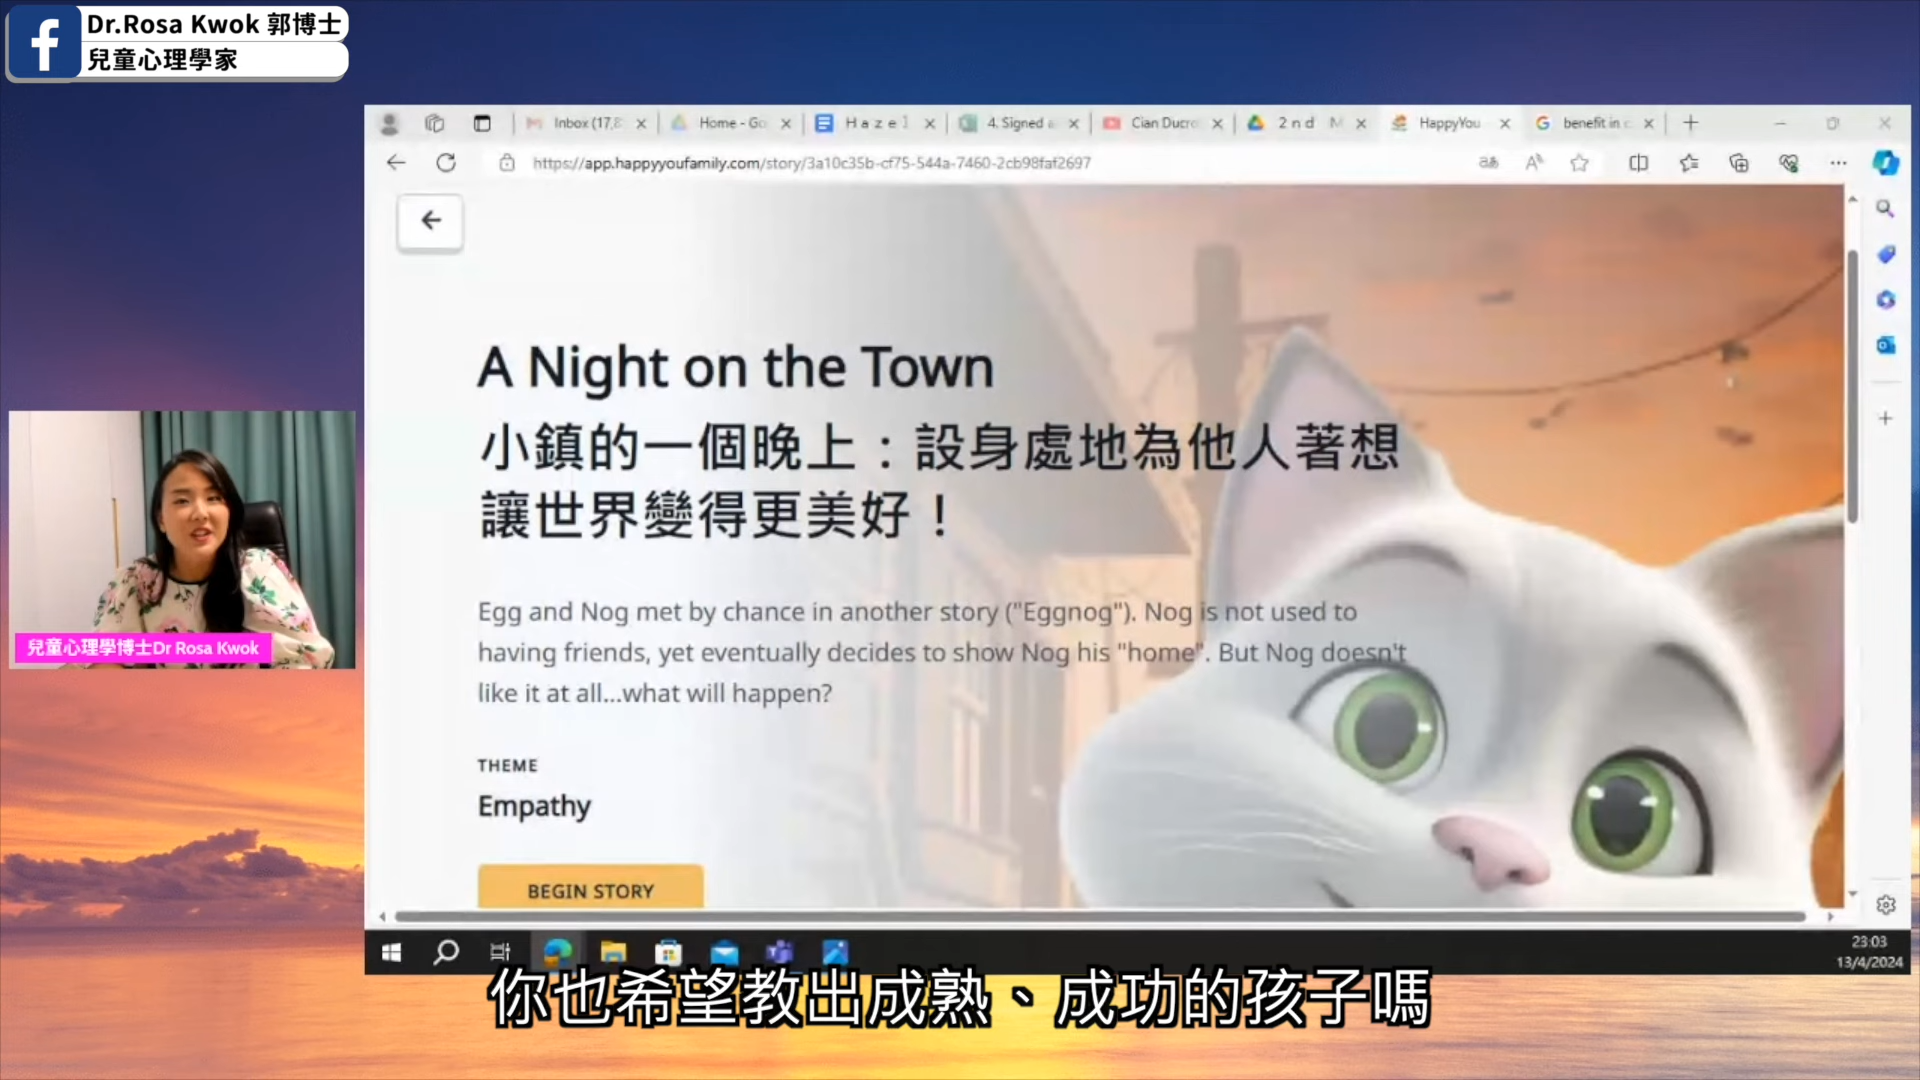 Dr.Rosa Kwok 郭博士
兒童心理學家
Inbox (17,8
Home - Go
H a z e l
4. Signed a
Cian Ducro
2 n d M
HappyYou
benefit in c
https://app.happyyoufamily.com/story/3a10c35b-cf75-544a-7460-2cb98faf2697
A Night on the Town
小鎮的一個晚上：設身處地為他人著想
讓世界變得更美好！
Egg and Nog met by chance in another story ("Eggnog"). Nog is not used to
having friends, yet eventually decides to show Nog his "home". But Nog doesn't
like it at all...what will happen?
THEME
Empathy
BEGIN STORY
兒童心理學博士Dr Rosa Kwok
23:03
13/4/2024
你也希望教出成熟、成功的孩子嗎